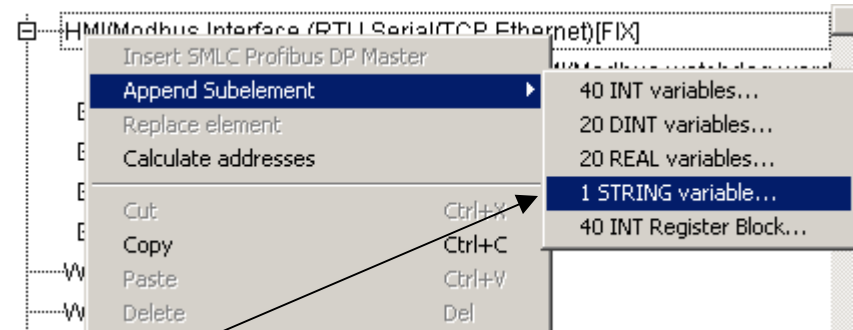 HMI/Modbus Interface (RTU Serial/TCP Ethernet)[FIX]
Insert SMLC Profibus DP Master
Append Subelement
40 INT variables...
Replace element
20 DINT variables...
Calculate addresses
20 REAL variables...
1 STRING variable...
Cut Ctrl+X
40 INT Register Block...
Copy Ctrl+C
Paste Ctrl+V
Delete Del